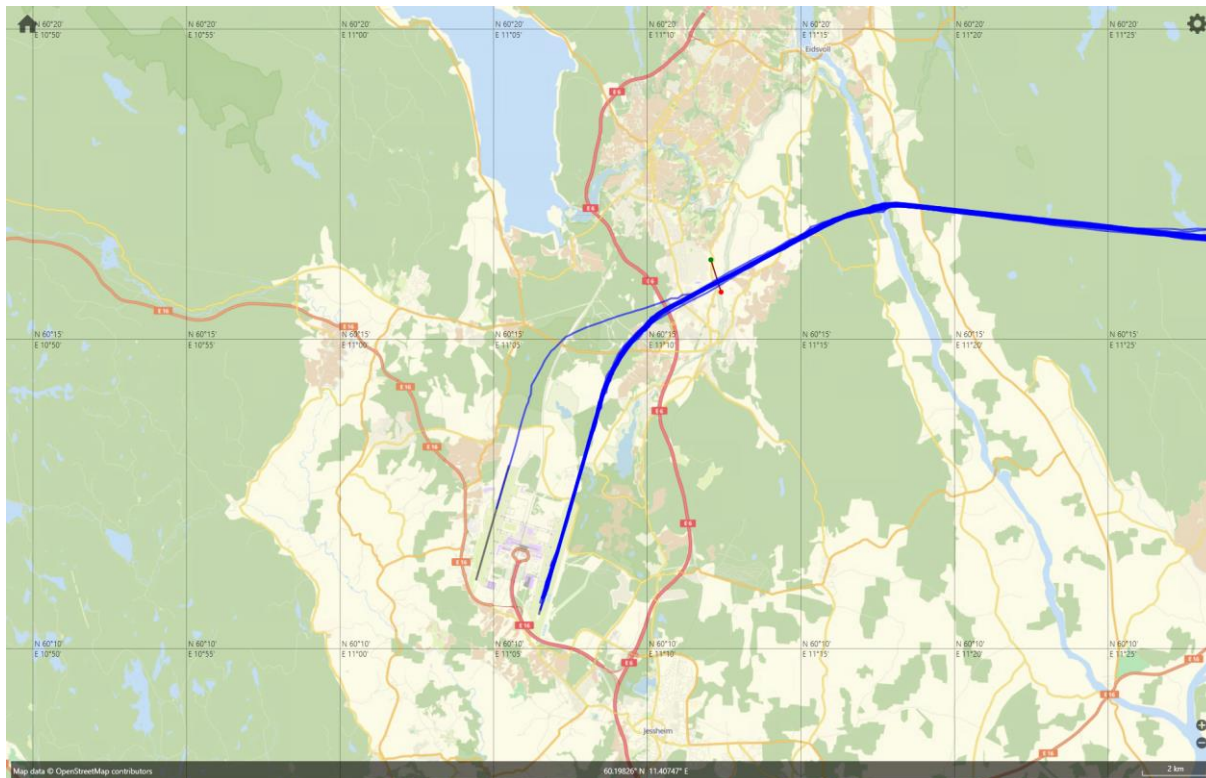 N 60°20' N 60°20' N 60°20' N 60°20' N 60°20' N 60°20' N 60°20' N 60°20'
E 10°50' E 10°55' E 11°00' E 11°05' E 11°10' E 11°15' E 11°20' E 11°25'
Eidsvoll
E 6
E 6
E 6
E 16
E 16
N 60°15' N 60°15' N 60°15' N 60°15' N 60°15' N 60°15' N 60°15' N 60°15'
E 10°50' E 10°55' E 11°00' E 11°05' E 11°10' E 11°15' E 11°20' E 11°25'
E 16
E 6
E 16
E 6
E 16
E 16
N 60°10' N 60°10' N 60°10' N 60°10' N 60°10' N 60°10' N 60°10' N 60°10'
E 10°50' E 10°55' E 11°00' E 11°05' E 11°10' E 11°15' E 11°20' E 11°25'
E 6
E 16
E 16
Jessheim
E 16
Map data © OpenStreetMap contributors 60.19826° N 11.40747° E 2 km